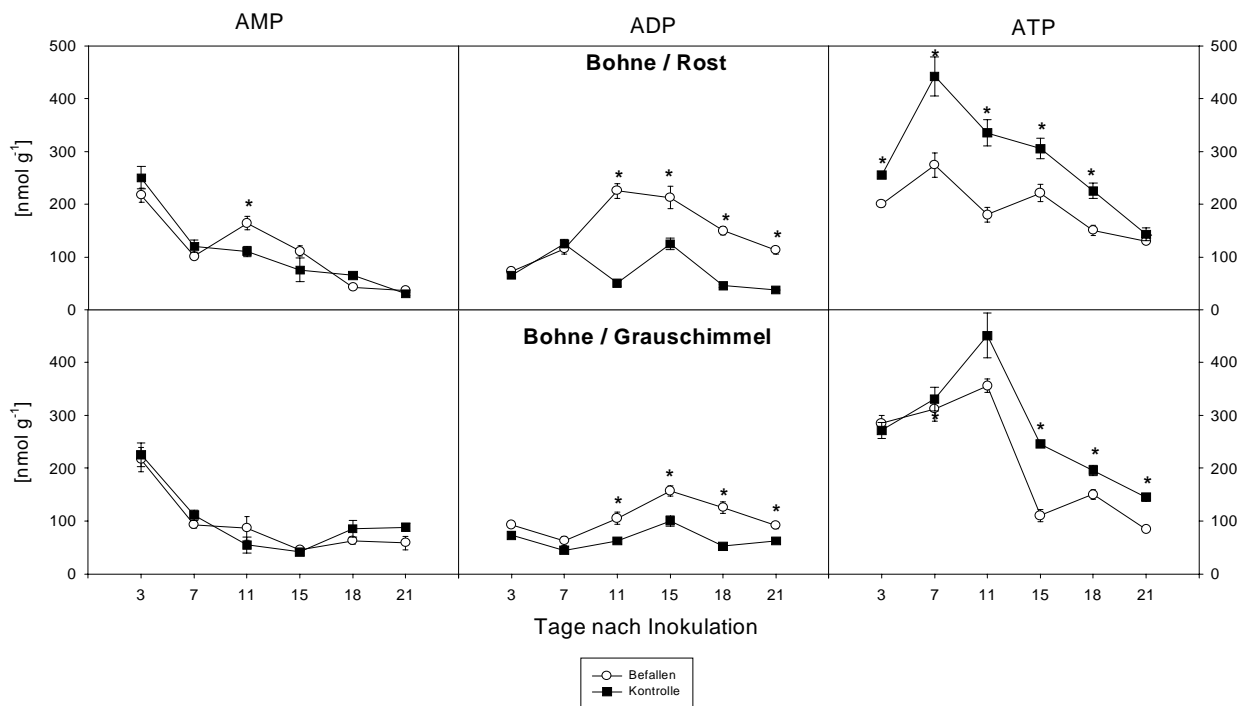 AMP ADP ATP
Bohne / Rost
500 500
400 400
300 300
200 200
100 100
0 0
[nmol g-1]
* * * * * * * * * *
Bohne / Grauschimmel
400 400
300 300
200 200
100 100
0 0
[nmol g-1]
* * * * * * * *
3 7 11 15 18 21 3 7 11 15 18 21 3 7 11 15 18 21
Tage nach Inokulation
Befallen
Kontrolle